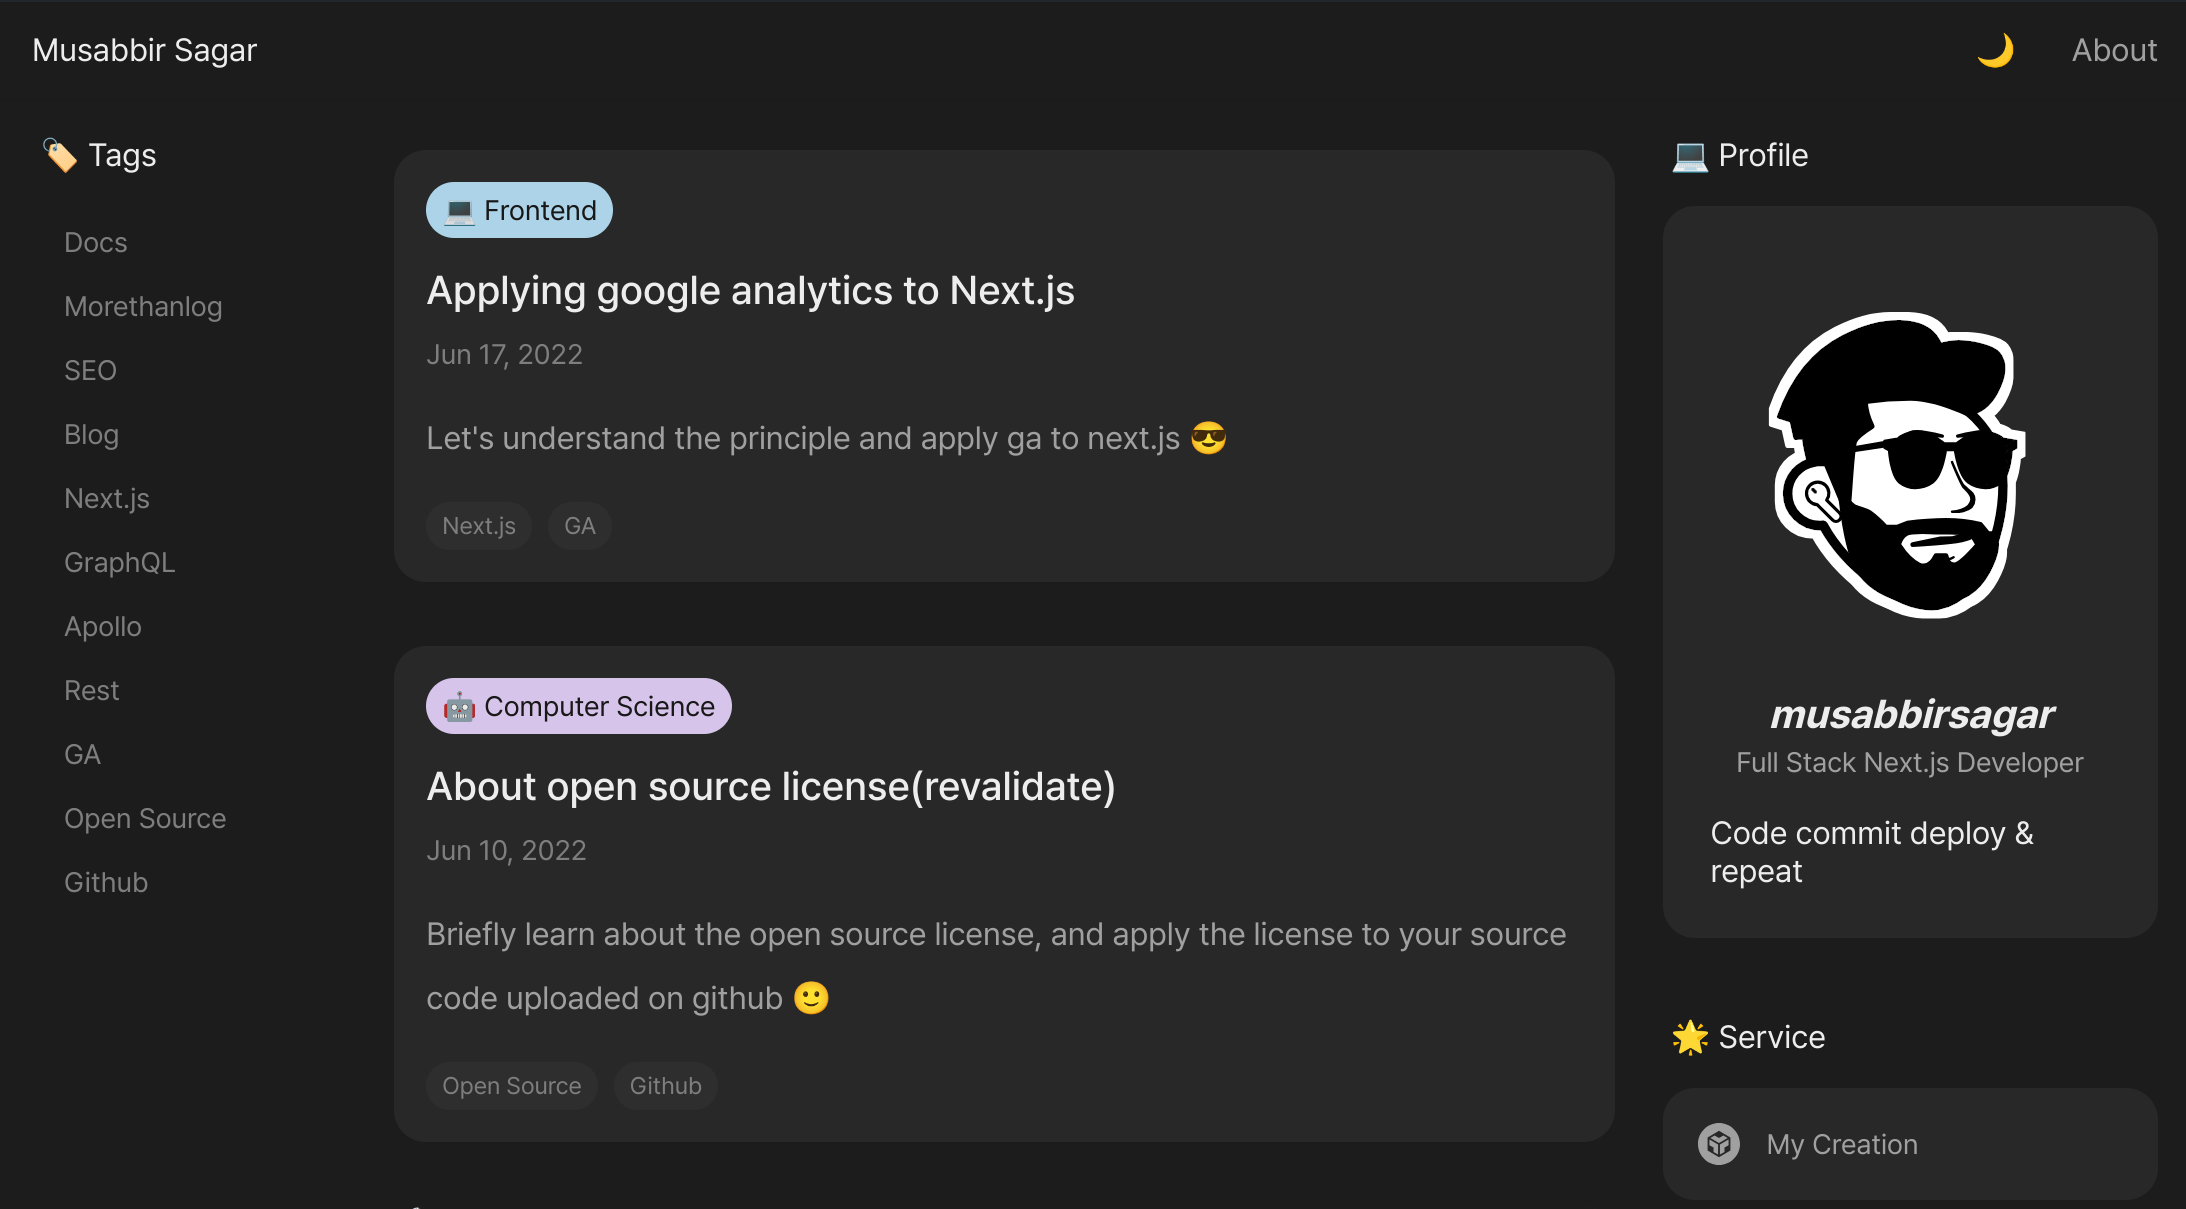 Musabbir Sagar
🌙 About
🏷️ Tags
Docs
Morethanlog
SEO
Blog
Next.js
GraphQL
Apollo
Rest
GA
Open Source
Github
💻 Frontend
Applying google analytics to Next.js
Jun 17, 2022
Let's understand the principle and apply ga to next.js 😎
Next.js GA
🤖 Computer Science
About open source license(revalidate)
Jun 10, 2022
Briefly learn about the open source license, and apply the license to your source
code uploaded on github 🙂
Open Source Github
💻 Profile
musabbirsagar
Full Stack Next.js Developer
Code commit deploy &
repeat
🌟 Service
My Creation